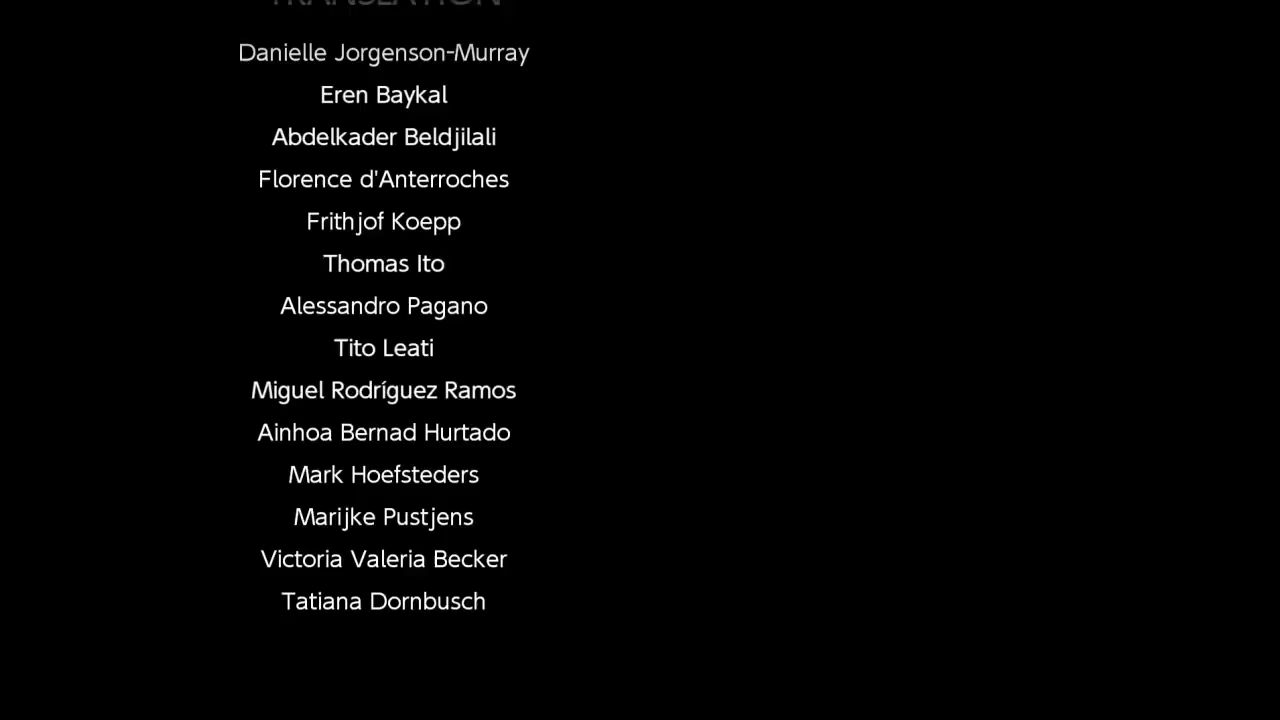 TRANSLATION
Danielle Jorgenson-Murray
Eren Baykal
Abdelkader Beldjilali
Florence d'Anterroches
Frithjof Koepp
Thomas Ito
Alessandro Pagano
Tito Leati
Miguel Rodríguez Ramos
Ainhoa Bernad Hurtado
Mark Hoefsteders
Marijke Pustjens
Victoria Valeria Becker
Tatiana Dornbusch